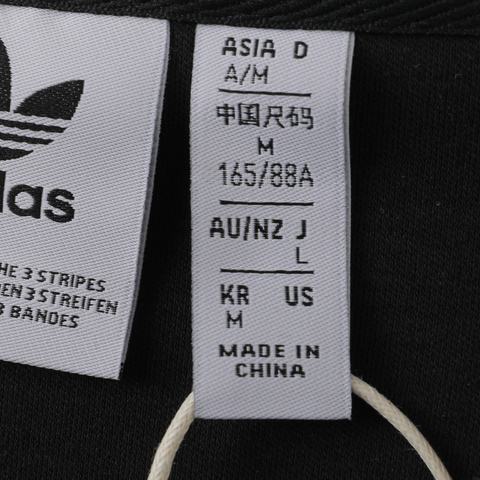 das
HE 3 STRIPES
EN 3 STREIFEN
3 BANDES
ASIA D
A/M
中国尺码
M
165/88A
AU/NZ J
L
KR US
M
MADE IN
CHINA